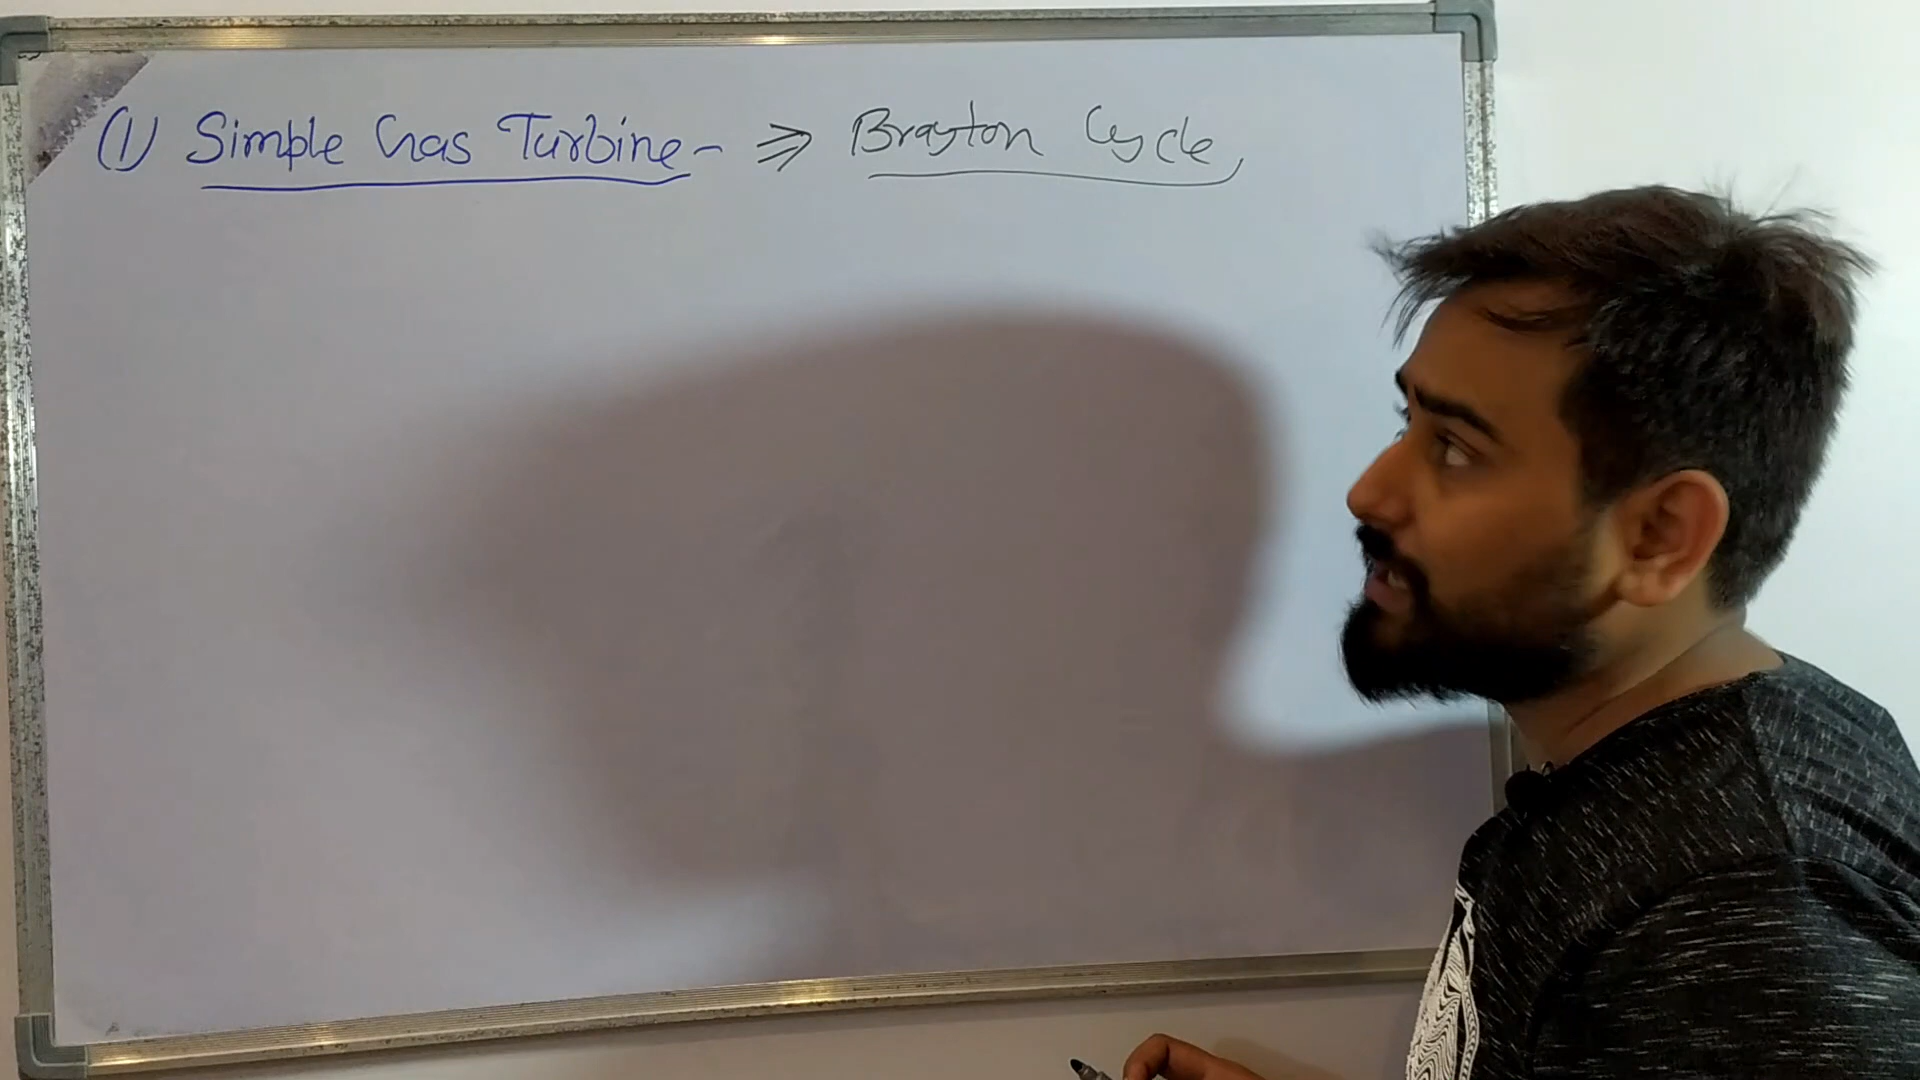 (1) Simple Gas Turbine - ⇒ Brayton Cycle,